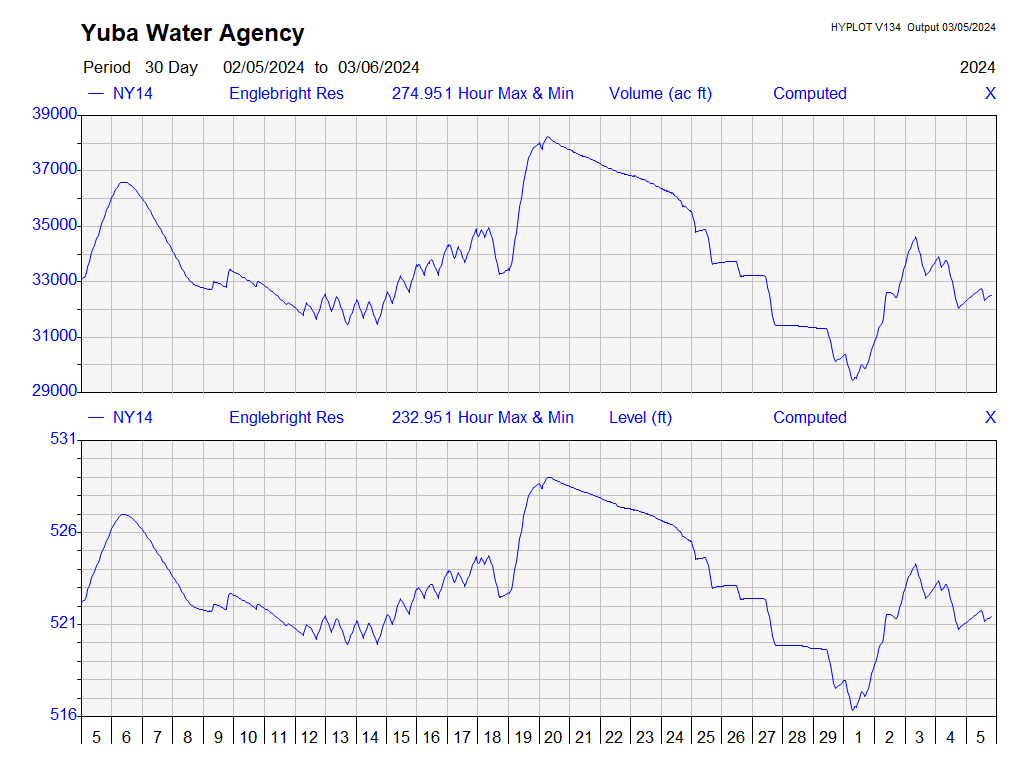 Yuba Water Agency
HYPLOT V134 Output 03/05/2024
Period 30 Day 02/05/2024 to 03/06/2024
2024
NY14 Englebright Res 274.951 Hour Max & Min Volume (ac ft) Computed X
39000
37000
35000
33000
31000
29000
NY14 Englebright Res 232.951 Hour Max & Min Level (ft) Computed X
531
526
521
516
5 6 7 8 9 10 11 12 13 14 15 16 17 18 19 20 21 22 23 24 25 26 27 28 29 1 2 3 4 5